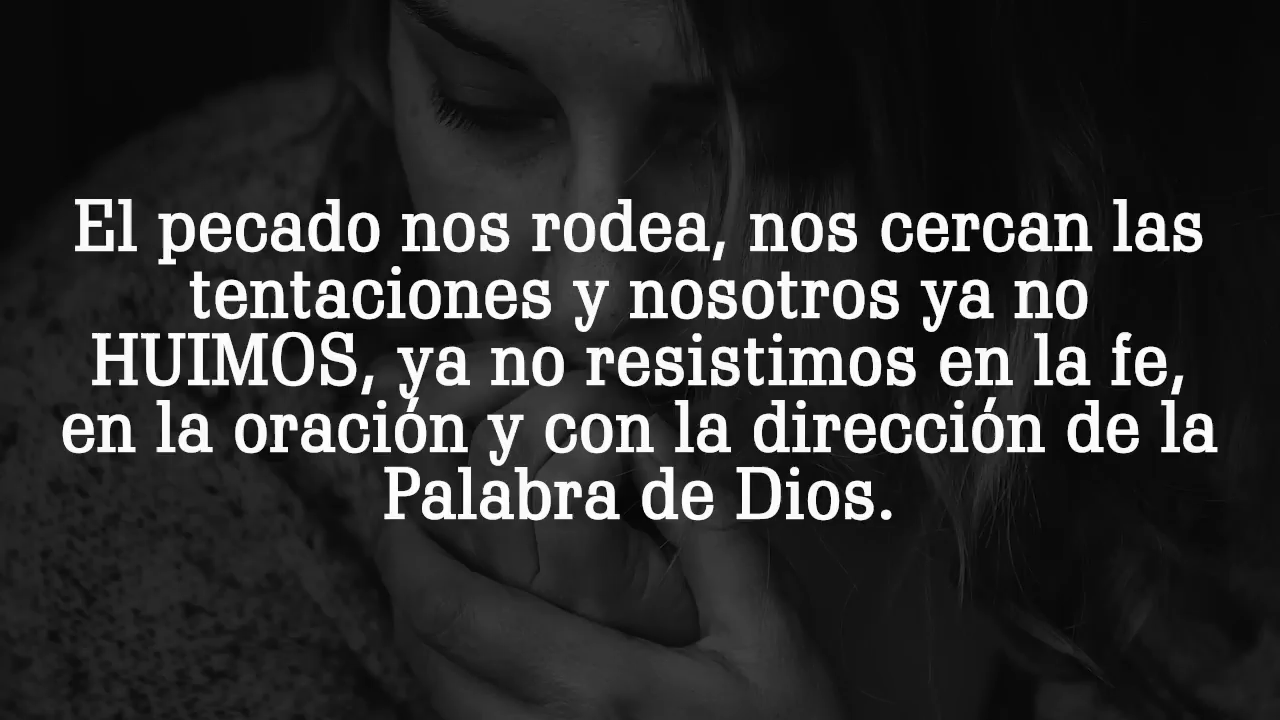 El pecado nos rodea, nos cercan las
tentaciones y nosotros ya no
HUIMOS, ya no resistimos en la fe,
en la oración y con la dirección de la
Palabra de Dios.